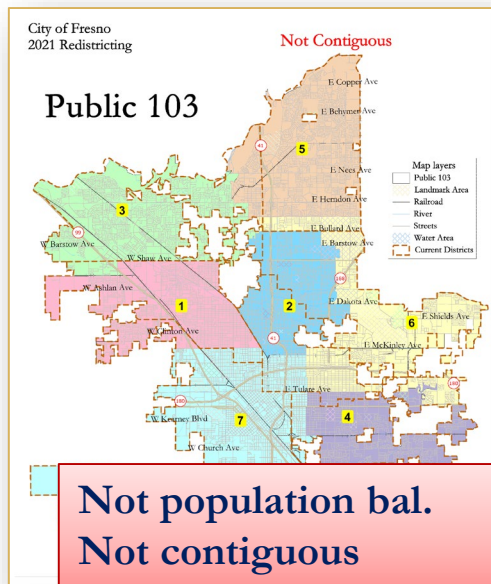 City of Fresno
2021 Redistricting
Not Contiguous
Public 103
E Copper Ave
E Behymer Ave
41
5
E Nees Ave
E Herndon Ave
Map layers
Public 103
Landmark Area
Railroad
River
Streets
Water Area
Current Districts
3
99
W Barstow Ave
W Shaw Ave
E Bullard Ave
E Barstow Ave
168
W Ashlan Ave
1
2
E Dakota Ave
E Shields Ave
6
W Clinton Ave
41
E McKinley Ave
E Tulare Ave
180
180
W Kearney Blvd
7
4
W Church Ave
Not population bal.
Not contiguous